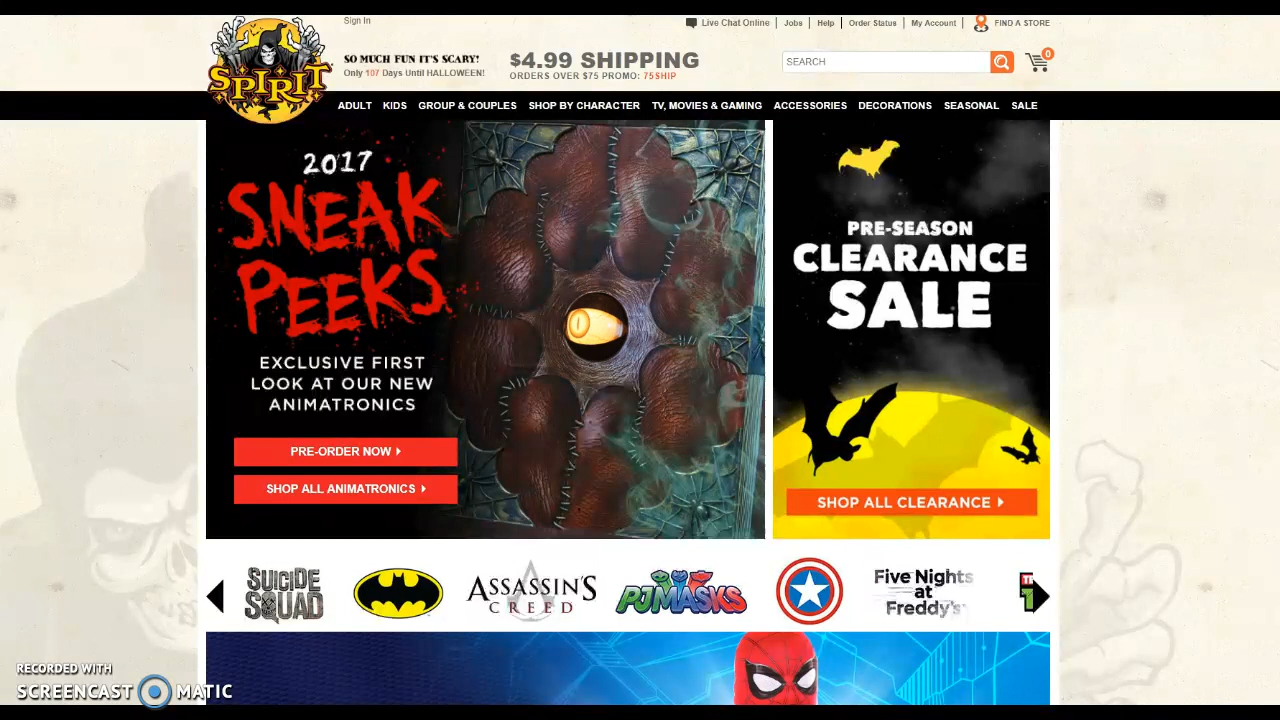 Sign In
Live Chat Online
Jobs
Help
Order Status
My Account
FIND A STORE
SPIRIT
SO MUCH FUN IT'S SCARY!
Only 107 Days Until HALLOWEEN!
$4.99 SHIPPING
ORDERS OVER $75 PROMO: 75SHIP
SEARCH
0
ADULT
KIDS
GROUP & COUPLES
SHOP BY CHARACTER
TV, MOVIES & GAMING
ACCESSORIES
DECORATIONS
SEASONAL
SALE
2017
SNEAK
PEEKS
EXCLUSIVE FIRST
LOOK AT OUR NEW
ANIMATRONICS
PRE-ORDER NOW
SHOP ALL ANIMATRONICS
PRE-SEASON
CLEARANCE
SALE
SHOP ALL CLEARANCE
SUICIDE
SQUAD
ASSASSIN'S
CREED
PJMASKS
Five Nights
at
Freddy's
RECORDED WITH
SCREENCAST MATIC